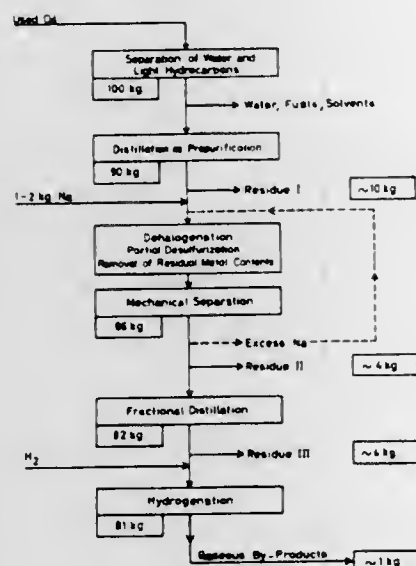 Used Oil
Separation of Water and
Light Hydrocarbons
100 kg
Water, Fuels, Solvents
Distillation as Prepurification
90 kg
Residue I
~10 kg
1-2 kg Na
Dehalogenation
Partial Desulfurization
Removal of Residual Metal Contents
Mechanical Separation
86 kg
Excess Na
Residue II
~4 kg
Fractional Distillation
82 kg
H2
Residue III
~4 kg
Hydrogenation
81 kg
Gaseous By-Products
~1 kg